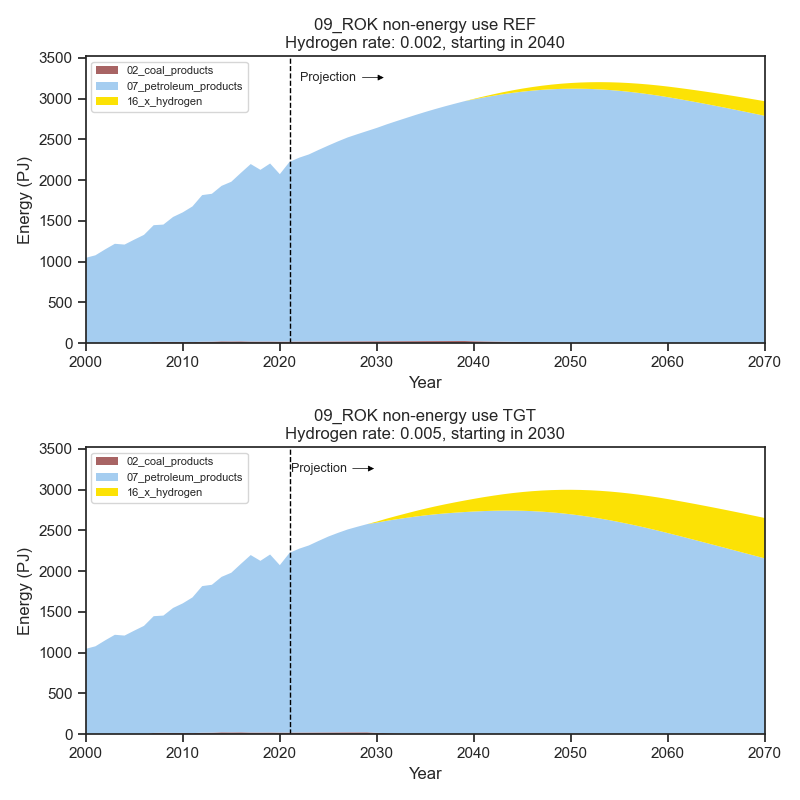 09_ROK non-energy use REF
Hydrogen rate: 0.002, starting in 2040
02_coal_products
07_petroleum_products
16_x_hydrogen
Projection
3500
3000
2500
2000
1500
1000
500
0
Energy (PJ)
2000 2010 2020 2030 2040 2050 2060 2070
Year
09_ROK non-energy use TGT
Hydrogen rate: 0.005, starting in 2030
02_coal_products
07_petroleum_products
16_x_hydrogen
Projection
3500
3000
2500
2000
1500
1000
500
0
Energy (PJ)
2000 2010 2020 2030 2040 2050 2060 2070
Year